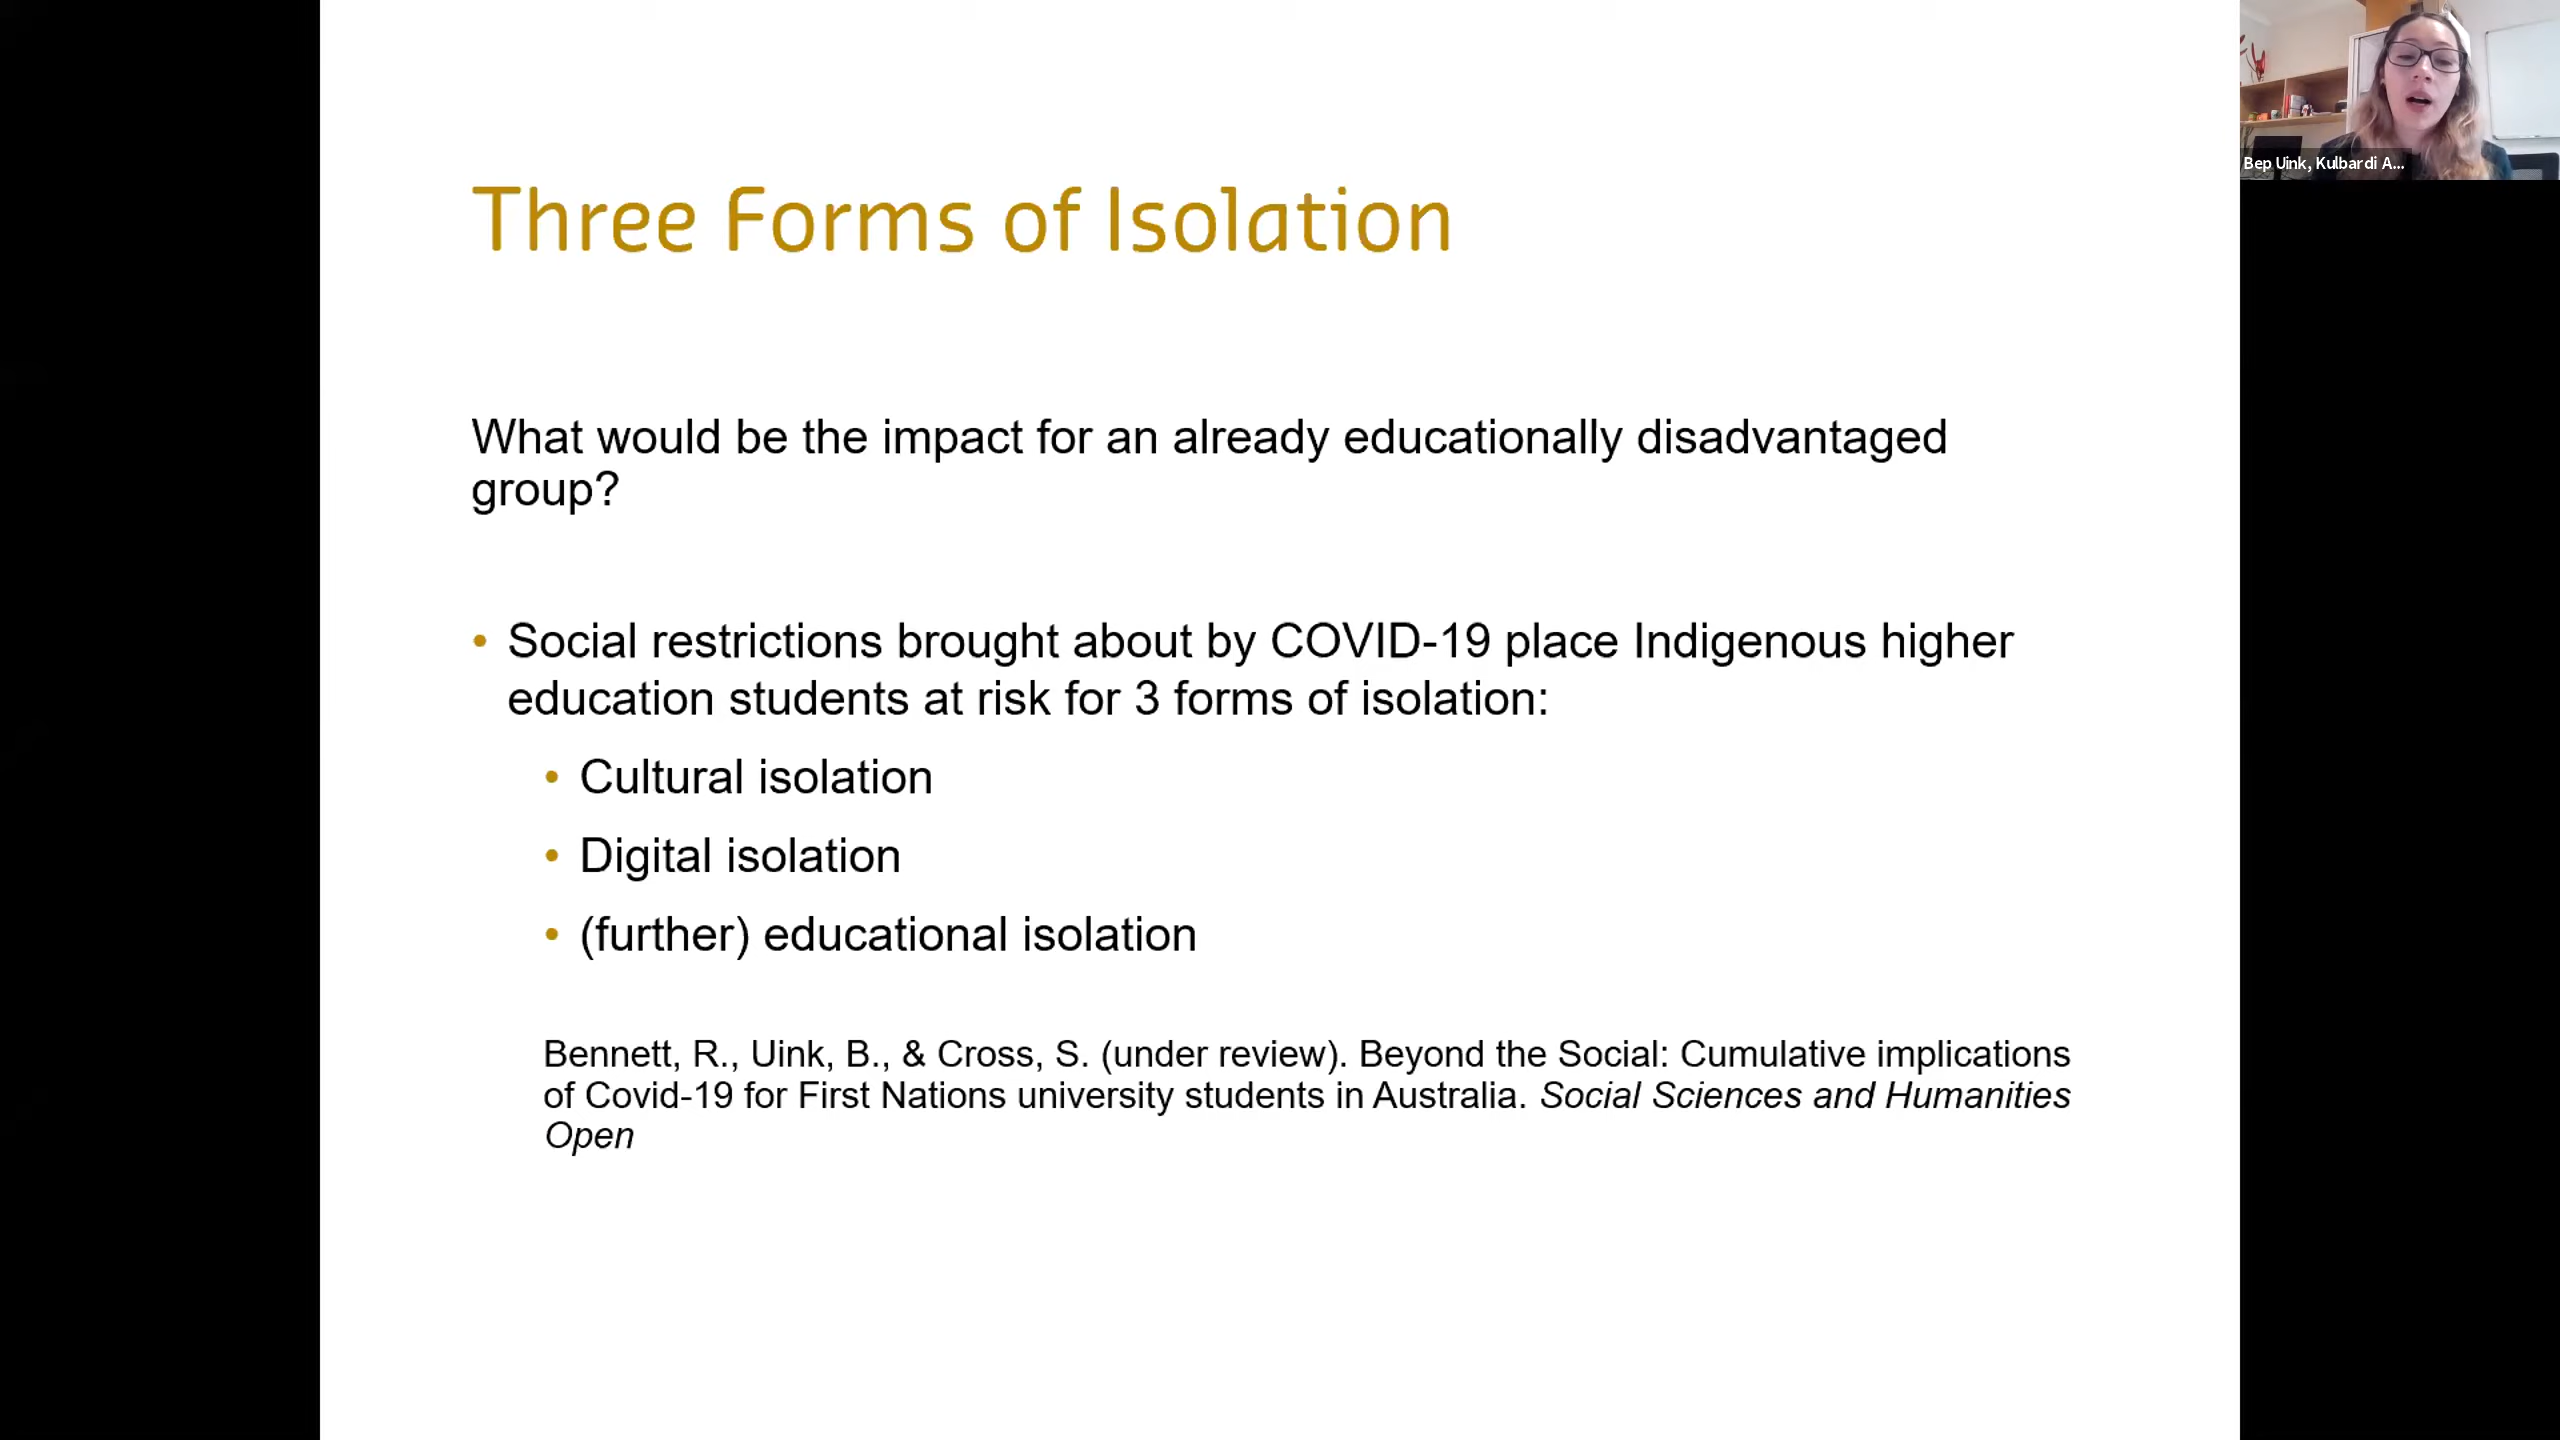 Three Forms of Isolation
Bep Uink, Kulbardi A...
What would be the impact for an already educationally disadvantaged
group?
• Social restrictions brought about by COVID-19 place Indigenous higher
education students at risk for 3 forms of isolation:
• Cultural isolation
• Digital isolation
• (further) educational isolation
Bennett, R., Uink, B., & Cross, S. (under review). Beyond the Social: Cumulative implications
of Covid-19 for First Nations university students in Australia. Social Sciences and Humanities
Open